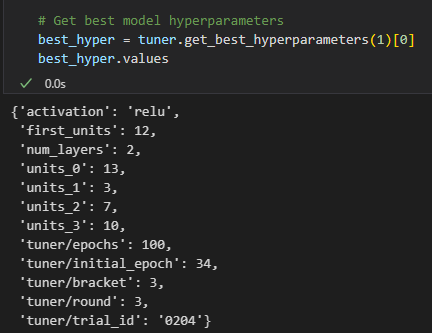 # Get best model hyperparameters
best_hyper = tuner.get_best_hyperparameters(1)[0]
best_hyper.values
0.0s
{'activation': 'relu',
'first_units': 12,
'num_layers': 2,
'units_0': 13,
'units_1': 3,
'units_2': 7,
'units_3': 10,
'tuner/epochs': 100,
'tuner/initial_epoch': 34,
'tuner/bracket': 3,
'tuner/round': 3,
'tuner/trial_id': '0204'}